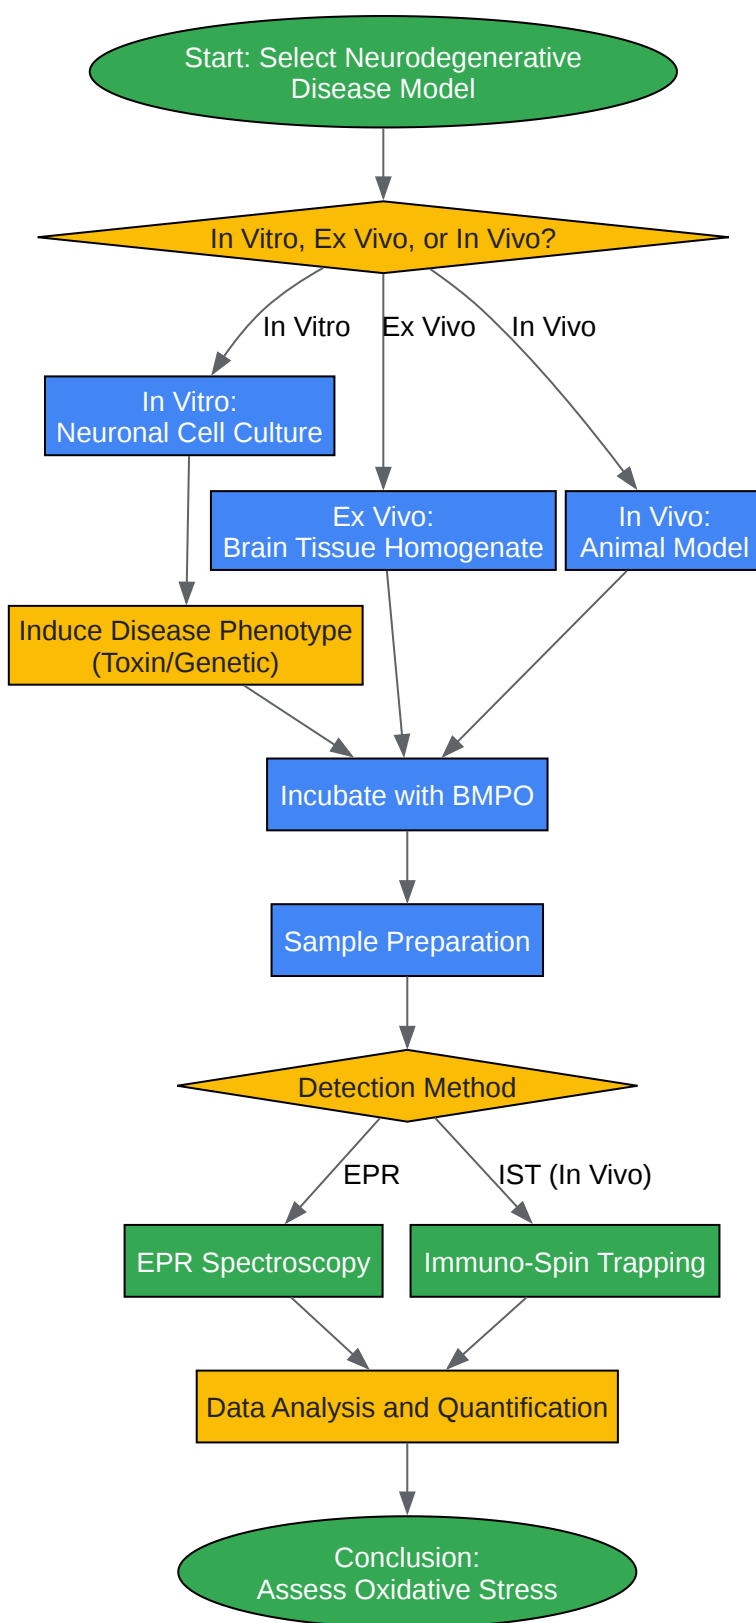 Start: Select Neurodegenerative
Disease Model
In Vitro, Ex Vivo, or In Vivo?
In Vitro
Ex Vivo
In Vivo
In Vitro:
Neuronal Cell Culture
Ex Vivo:
Brain Tissue Homogenate
In Vivo:
Animal Model
Induce Disease Phenotype
(Toxin/Genetic)
Incubate with BMPO
Sample Preparation
Detection Method
EPR
IST (In Vivo)
EPR Spectroscopy
Immuno-Spin Trapping
Data Analysis and Quantification
Conclusion:
Assess Oxidative Stress